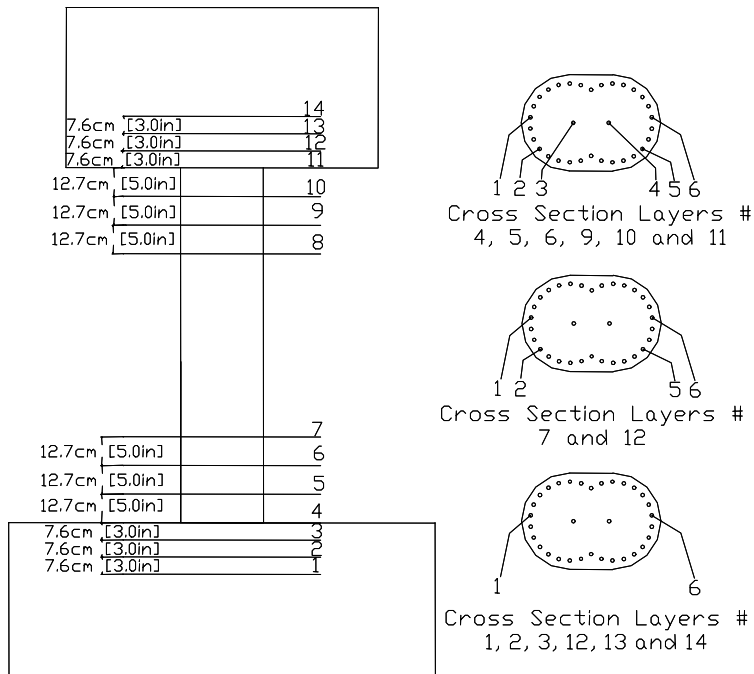 14
7.6cm [3.0in] 13
7.6cm [3.0in] 12
7.6cm [3.0in] 11
12.7cm [5.0in] 10
12.7cm [5.0in] 9
12.7cm [5.0in] 8
7
12.7cm [5.0in] 6
12.7cm [5.0in] 5
12.7cm [5.0in] 4
7.6cm [3.0in] 3
7.6cm [3.0in] 2
7.6cm [3.0in] 1
1 2 3 4 5 6
Cross Section Layers #
4, 5, 6, 9, 10 and 11
1 2 5 6
Cross Section Layers #
7 and 12
1 6
Cross Section Layers #
1, 2, 3, 12, 13 and 14